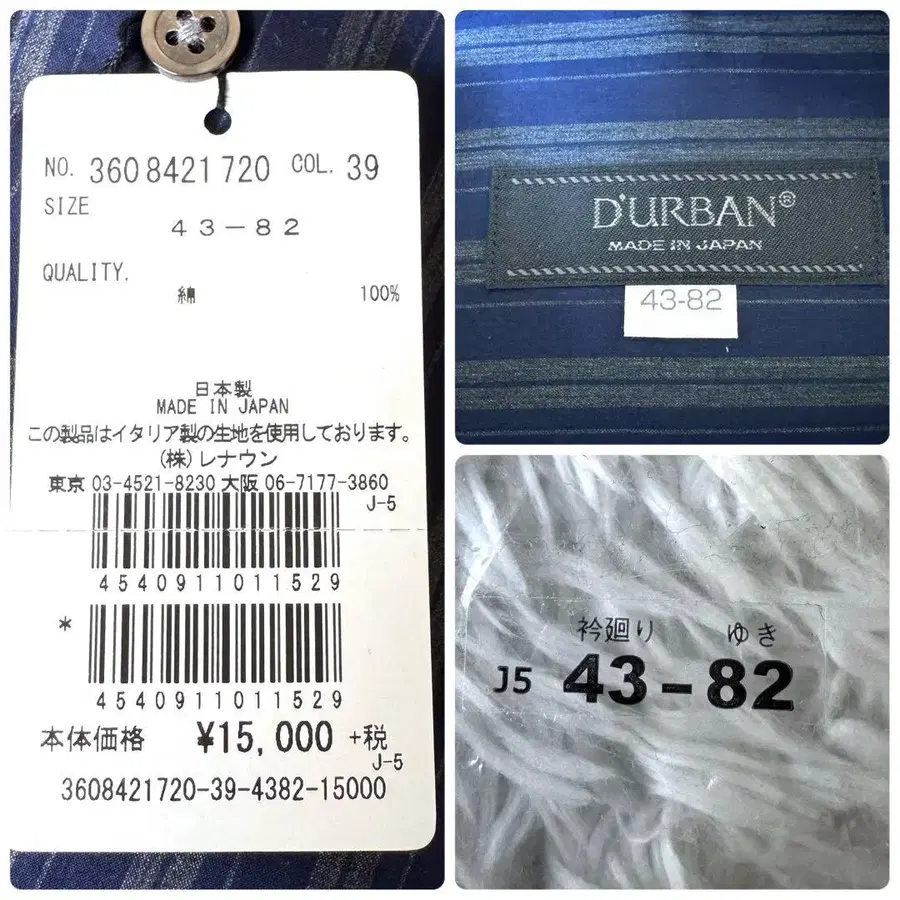 NO. 3608421720 COL. 39
SIZE
43-82
QUALITY.
綿 100%
日本製
MADE IN JAPAN
この製品はイタリア製の生地を使用しております。
(株)レナウン
東京 03-4521-8230 大阪 06-7177-3860
J-5
4540911011529
*
4540911011529
本体価格 ¥15,000 +税
J-5
3608421720-39-4382-15000
D'URBAN®
MADE IN JAPAN
43-82
衿廻り ゆき
J5 43-82